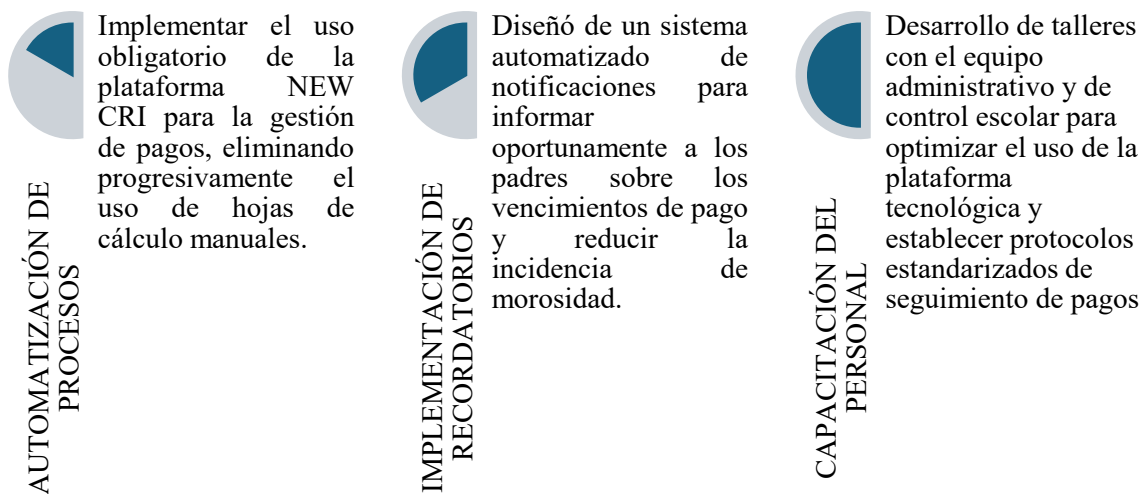 AUTOMATIZACIÓN DE
PROCESOS
Implementar el uso
obligatorio de la
plataforma NEW
CRI para la gestión
de pagos, eliminando
progresivamente el
uso de hojas de
cálculo manuales.
IMPLEMENTACIÓN DE
RECORDATORIOS
Diseñó de un sistema
automatizado de
notificaciones para
informar
oportunamente a los
padres sobre los
vencimientos de pago
y reducir la
incidencia de
morosidad.
CAPACITACIÓN DEL
PERSONAL
Desarrollo de talleres
con el equipo
administrativo y de
control escolar para
optimizar el uso de la
plataforma
tecnológica y
establecer protocolos
estandarizados de
seguimiento de pagos